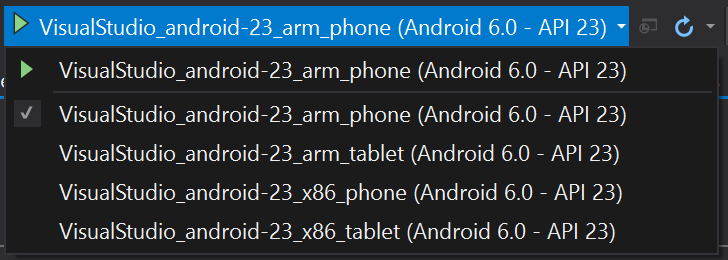 VisualStudio_android-23_arm_phone (Android 6.0 - API 23)
VisualStudio_android-23_arm_phone (Android 6.0 - API 23)
VisualStudio_android-23_arm_phone (Android 6.0 - API 23)
VisualStudio_android-23_arm_tablet (Android 6.0 - API 23)
VisualStudio_android-23_x86_phone (Android 6.0 - API 23)
VisualStudio_android-23_x86_tablet (Android 6.0 - API 23)